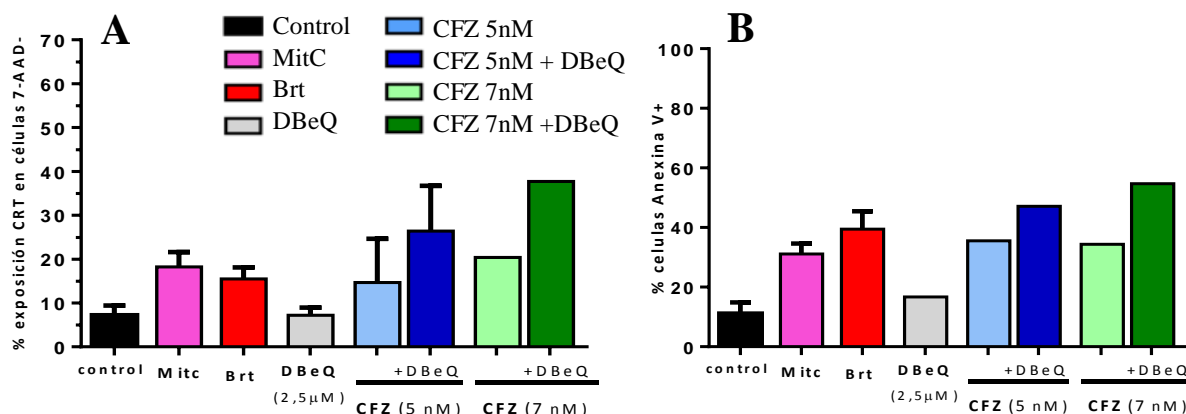 A
Control
MitC
Brt
DBeQ
CFZ 5nM
CFZ 5nM + DBeQ
CFZ 7nM
CFZ 7nM +DBeQ
% exposición CRT en células 7-AAD-
70
60
50
40
30
20
10
0
control
Mitc
Brt
DBeQ
(2,5µM)
+DBeQ
CFZ (5 nM)
+DBeQ
CFZ (7 nM)
B
% celulas Anexina V+
100
80
60
40
20
0
control
Mitc
Brt
DBeQ
(2,5µM)
+DBeQ
CFZ (5 nM)
+DBeQ
CFZ (7 nM)